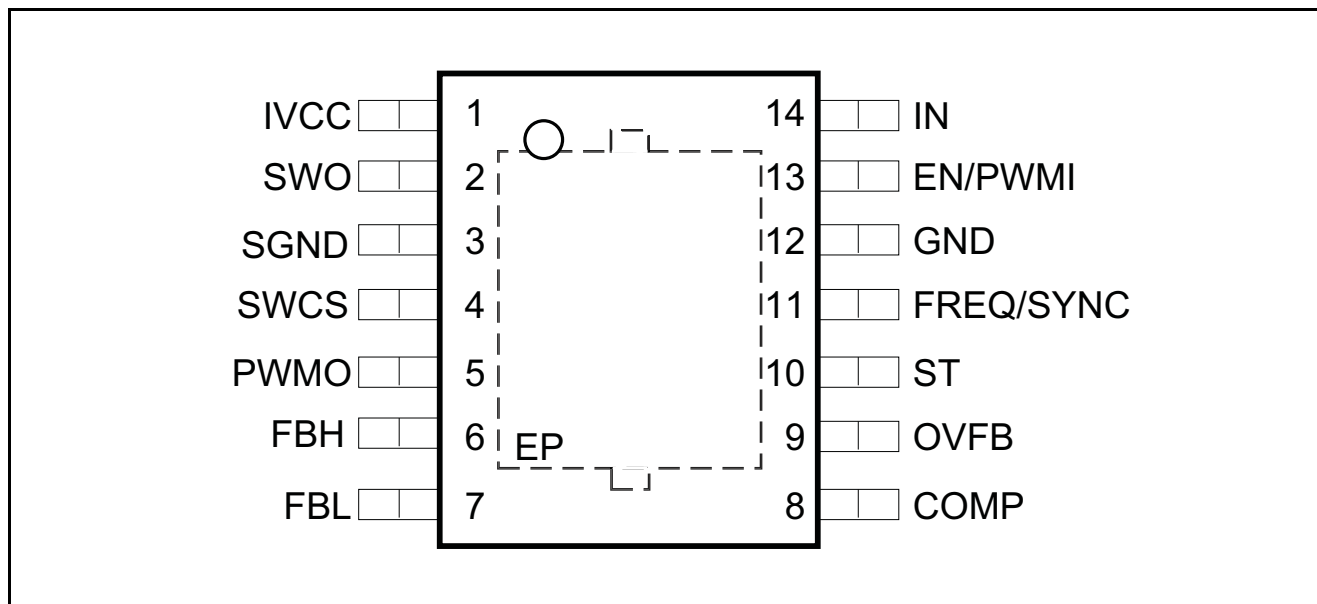 IVCC 1 14 IN
SWO 2 13 EN/PWMI
SGND 3 12 GND
SWCS 4 11 FREQ/SYNC
PWMO 5 10 ST
FBH 6 EP 9 OVFB
FBL 7 8 COMP